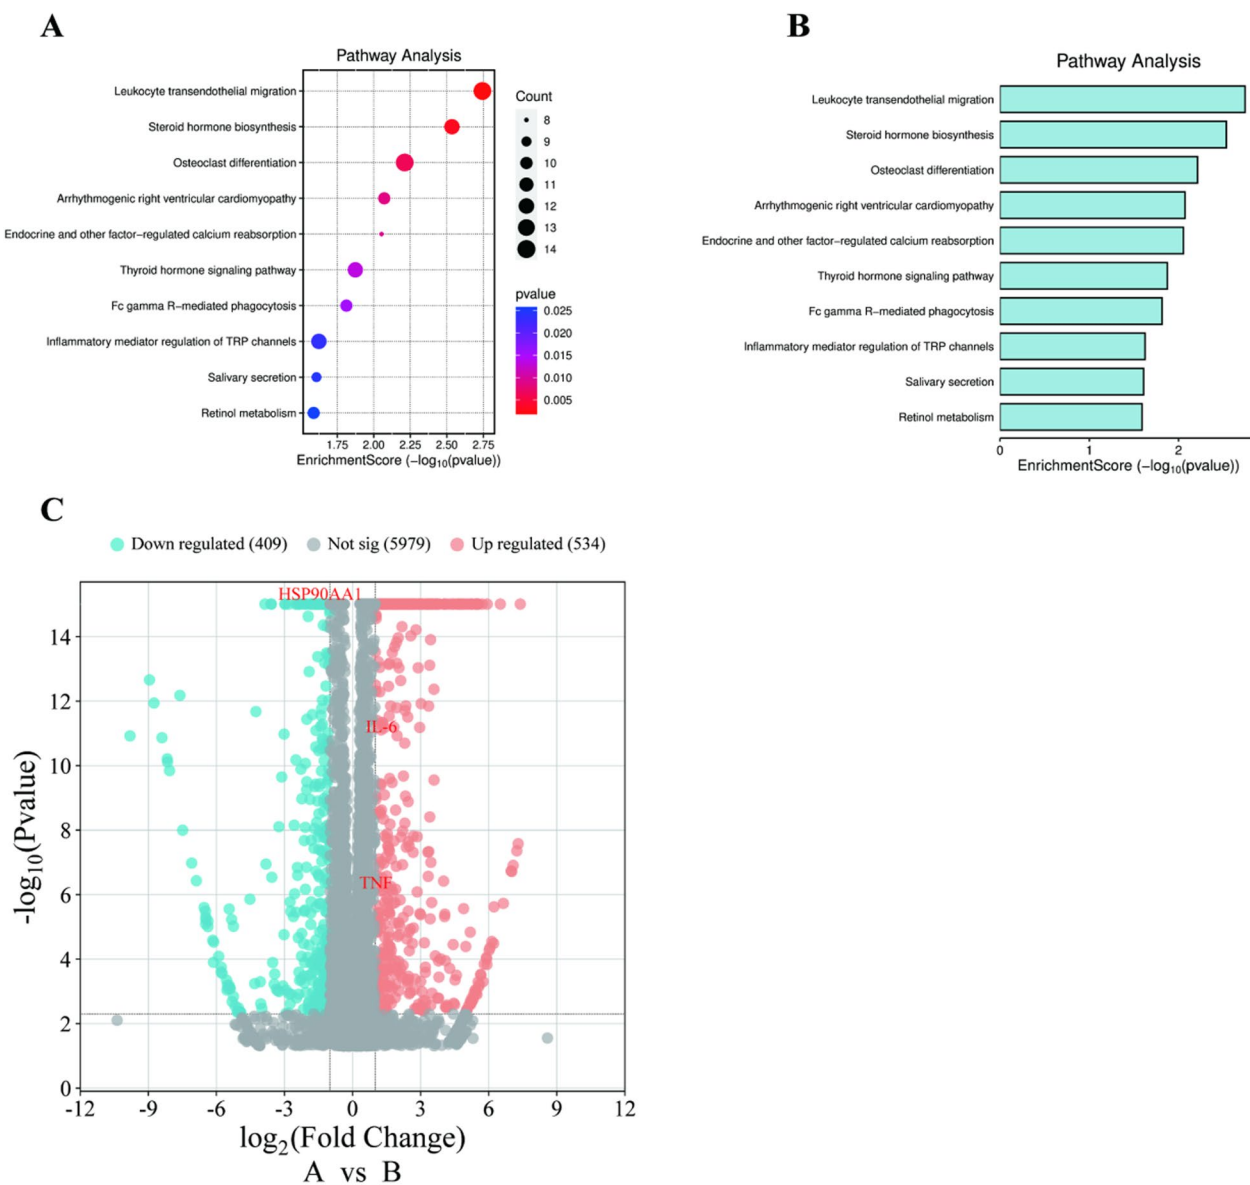 A
Pathway Analysis
Leukocyte transendothelial migration
Steroid hormone biosynthesis
Osteoclast differentiation
Arrhythmogenic right ventricular cardiomyopathy
Endocrine and other factor−regulated calcium reabsorption
Thyroid hormone signaling pathway
Fc gamma R−mediated phagocytosis
Inflammatory mediator regulation of TRP channels
Salivary secretion
Retinol metabolism
1.75 2.00 2.25 2.50 2.75
EnrichmentScore (−log10(pvalue))
Count
8
9
10
11
12
13
14
pvalue
0.025
0.020
0.015
0.010
0.005
B
Pathway Analysis
Leukocyte transendothelial migration
Steroid hormone biosynthesis
Osteoclast differentiation
Arrhythmogenic right ventricular cardiomyopathy
Endocrine and other factor−regulated calcium reabsorption
Thyroid hormone signaling pathway
Fc gamma R−mediated phagocytosis
Inflammatory mediator regulation of TRP channels
Salivary secretion
Retinol metabolism
0 1 2
EnrichmentScore (−log10(pvalue))
C
Down regulated (409) Not sig (5979) Up regulated (534)
HSP90AA1
IL-6
TNF
-log10(Pvalue)
14
12
10
8
6
4
2
0
-12 -9 -6 -3 0 3 6 9 12
log2(Fold Change)
A vs B